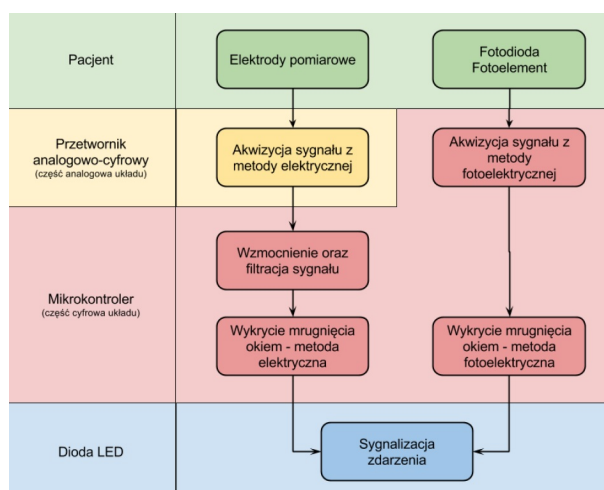 Pacjent
Elektrody pomiarowe
Fotodioda
Fotoelement
Przetwornik
analogowo-cyfrowy
(część analogowa układu)
Akwizycja sygnału z
metody elektrycznej
Akwizycja sygnału z
metody
fotoelektrycznej
Mikrokontroler
(część cyfrowa układu)
Wzmocnienie oraz
filtracja sygnału
Wykrycie mrugnięcia
okiem - metoda
elektryczna
Wykrycie mrugnięcia
okiem - metoda
fotoelektryczna
Dioda LED
Sygnalizacja
zdarzenia